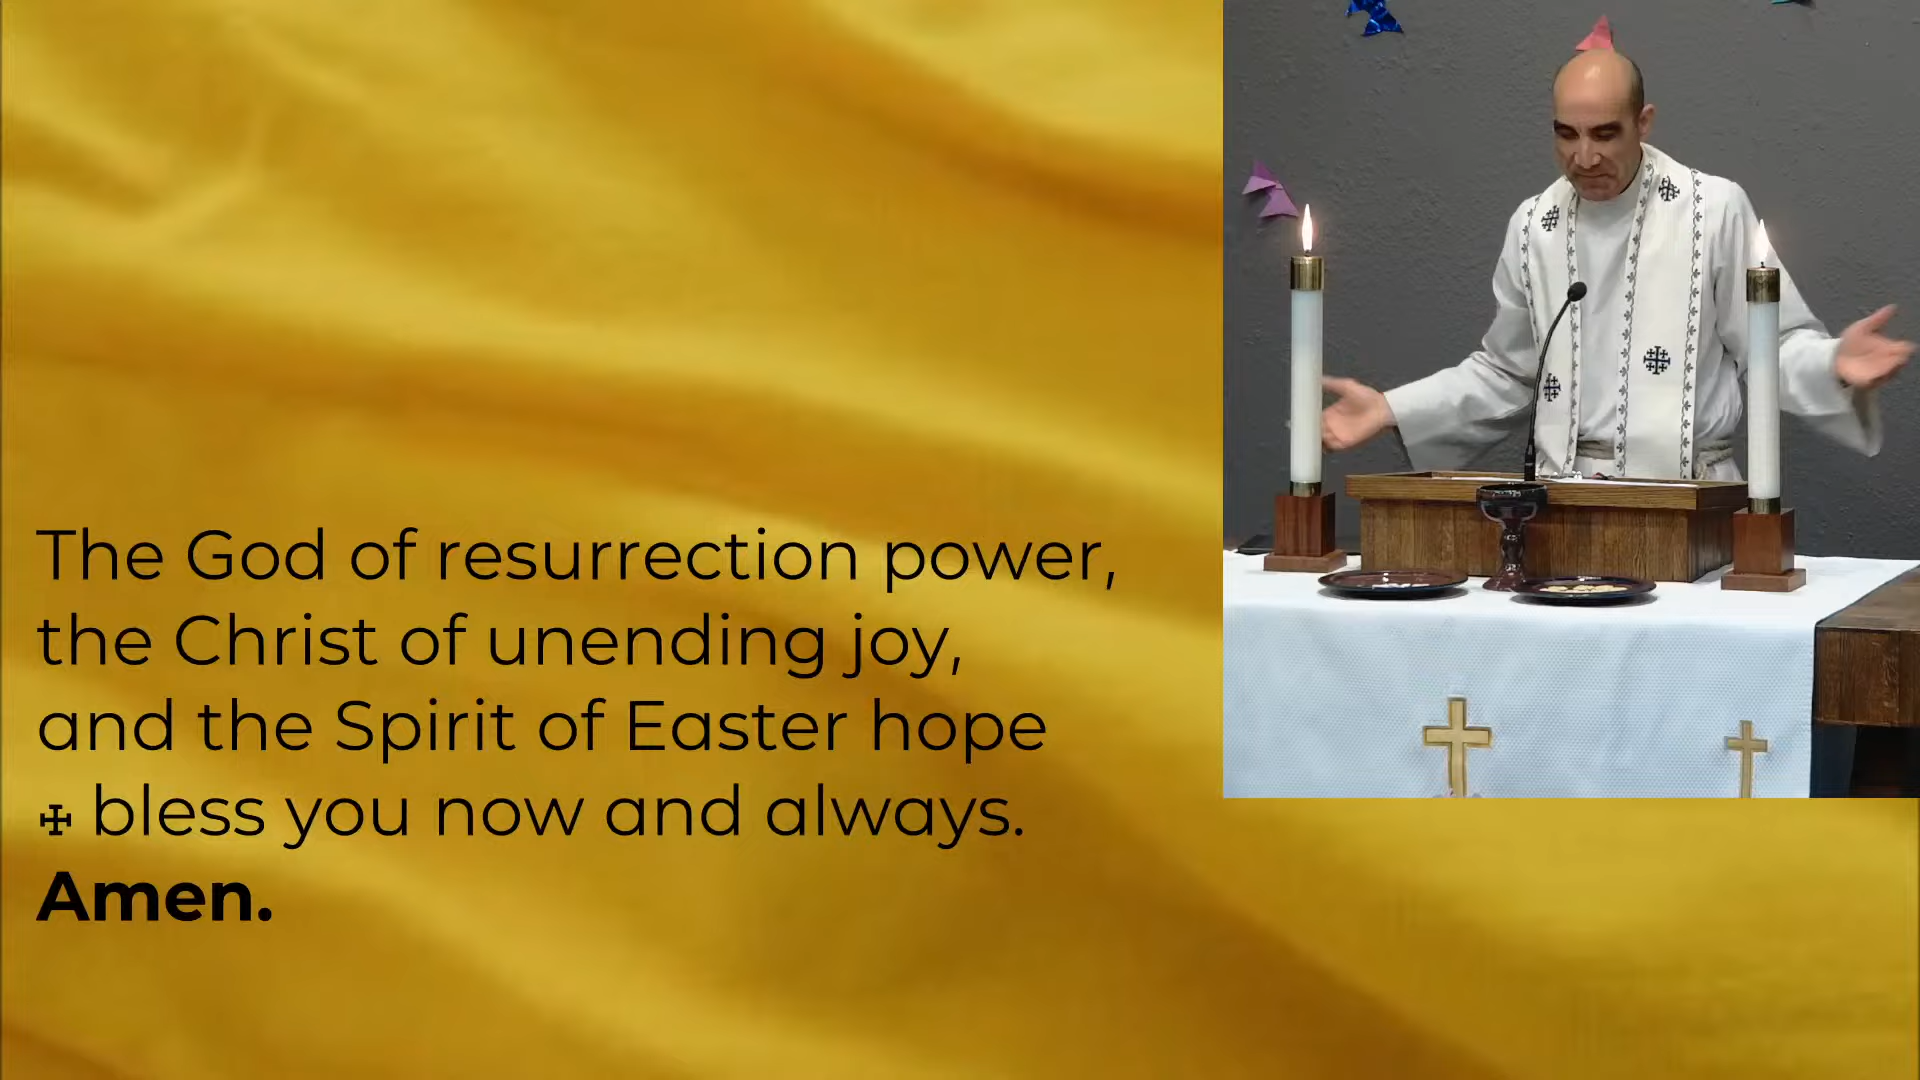 The God of resurrection power,
the Christ of unending joy,
and the Spirit of Easter hope
✠ bless you now and always.
Amen.